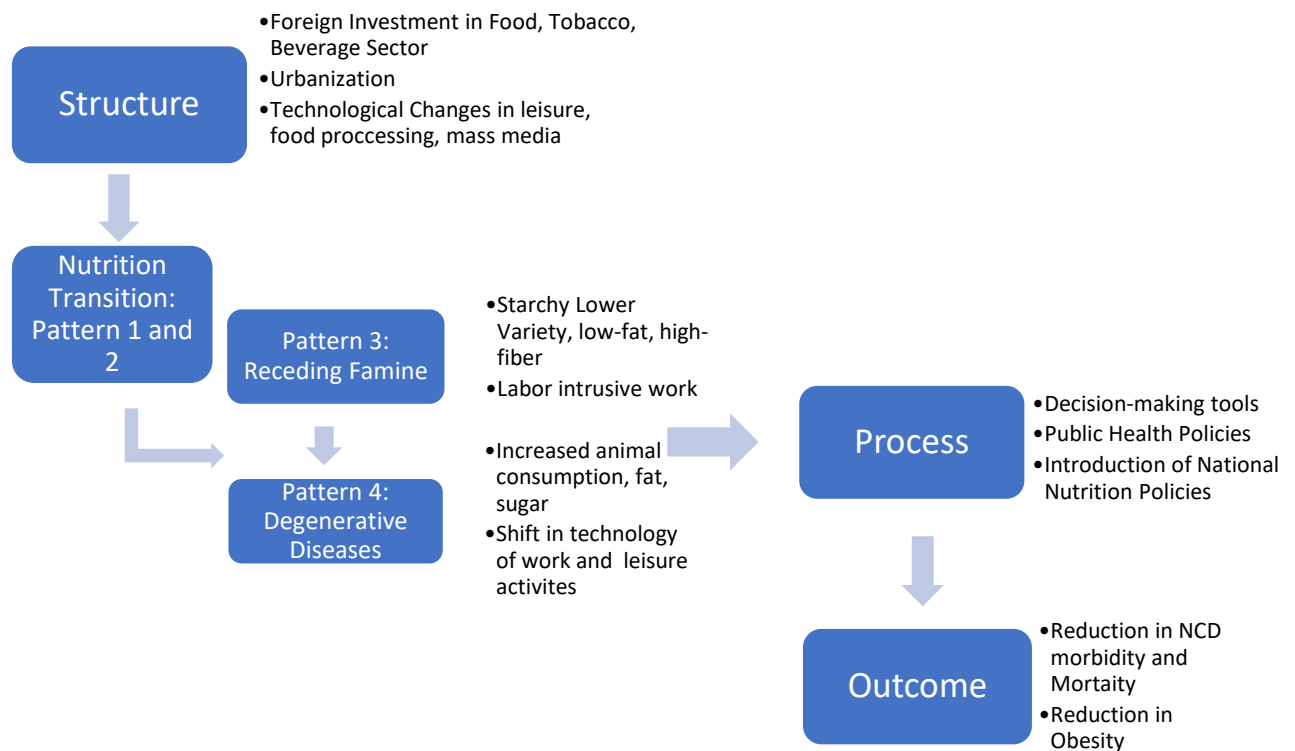 Structure
•Foreign Investment in Food, Tobacco,
Beverage Sector
•Urbanization
•Technological Changes in leisure,
food proccessing, mass media
Nutrition
Transition:
Pattern 1 and
2
Pattern 3:
Receding Famine
•Starchy Lower
Variety, low-fat, high-
fiber
•Labor intrusive work
Pattern 4:
Degenerative
Diseases
•Increased animal
consumption, fat,
sugar
•Shift in technology
of work and leisure
activites
Process
•Decision-making tools
•Public Health Policies
•Introduction of National
Nutrition Policies
Outcome
•Reduction in NCD
morbidity and
Mortaity
•Reduction in
Obesity